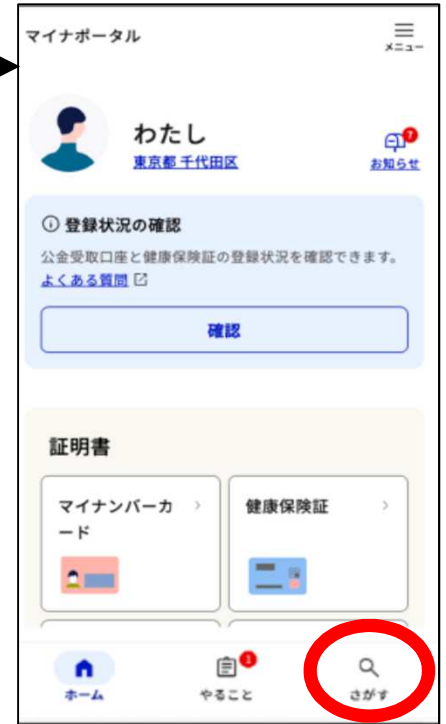 マイナポータル
メニュー
わたし
東京都 千代田区
7
お知らせ
登録状況の確認
公金受取口座と健康保険証の登録状況を確認できます。
よくある質問
確認
証明書
マイナンバーカ
ード
健康保険証
1
ホーム
やること
さがす